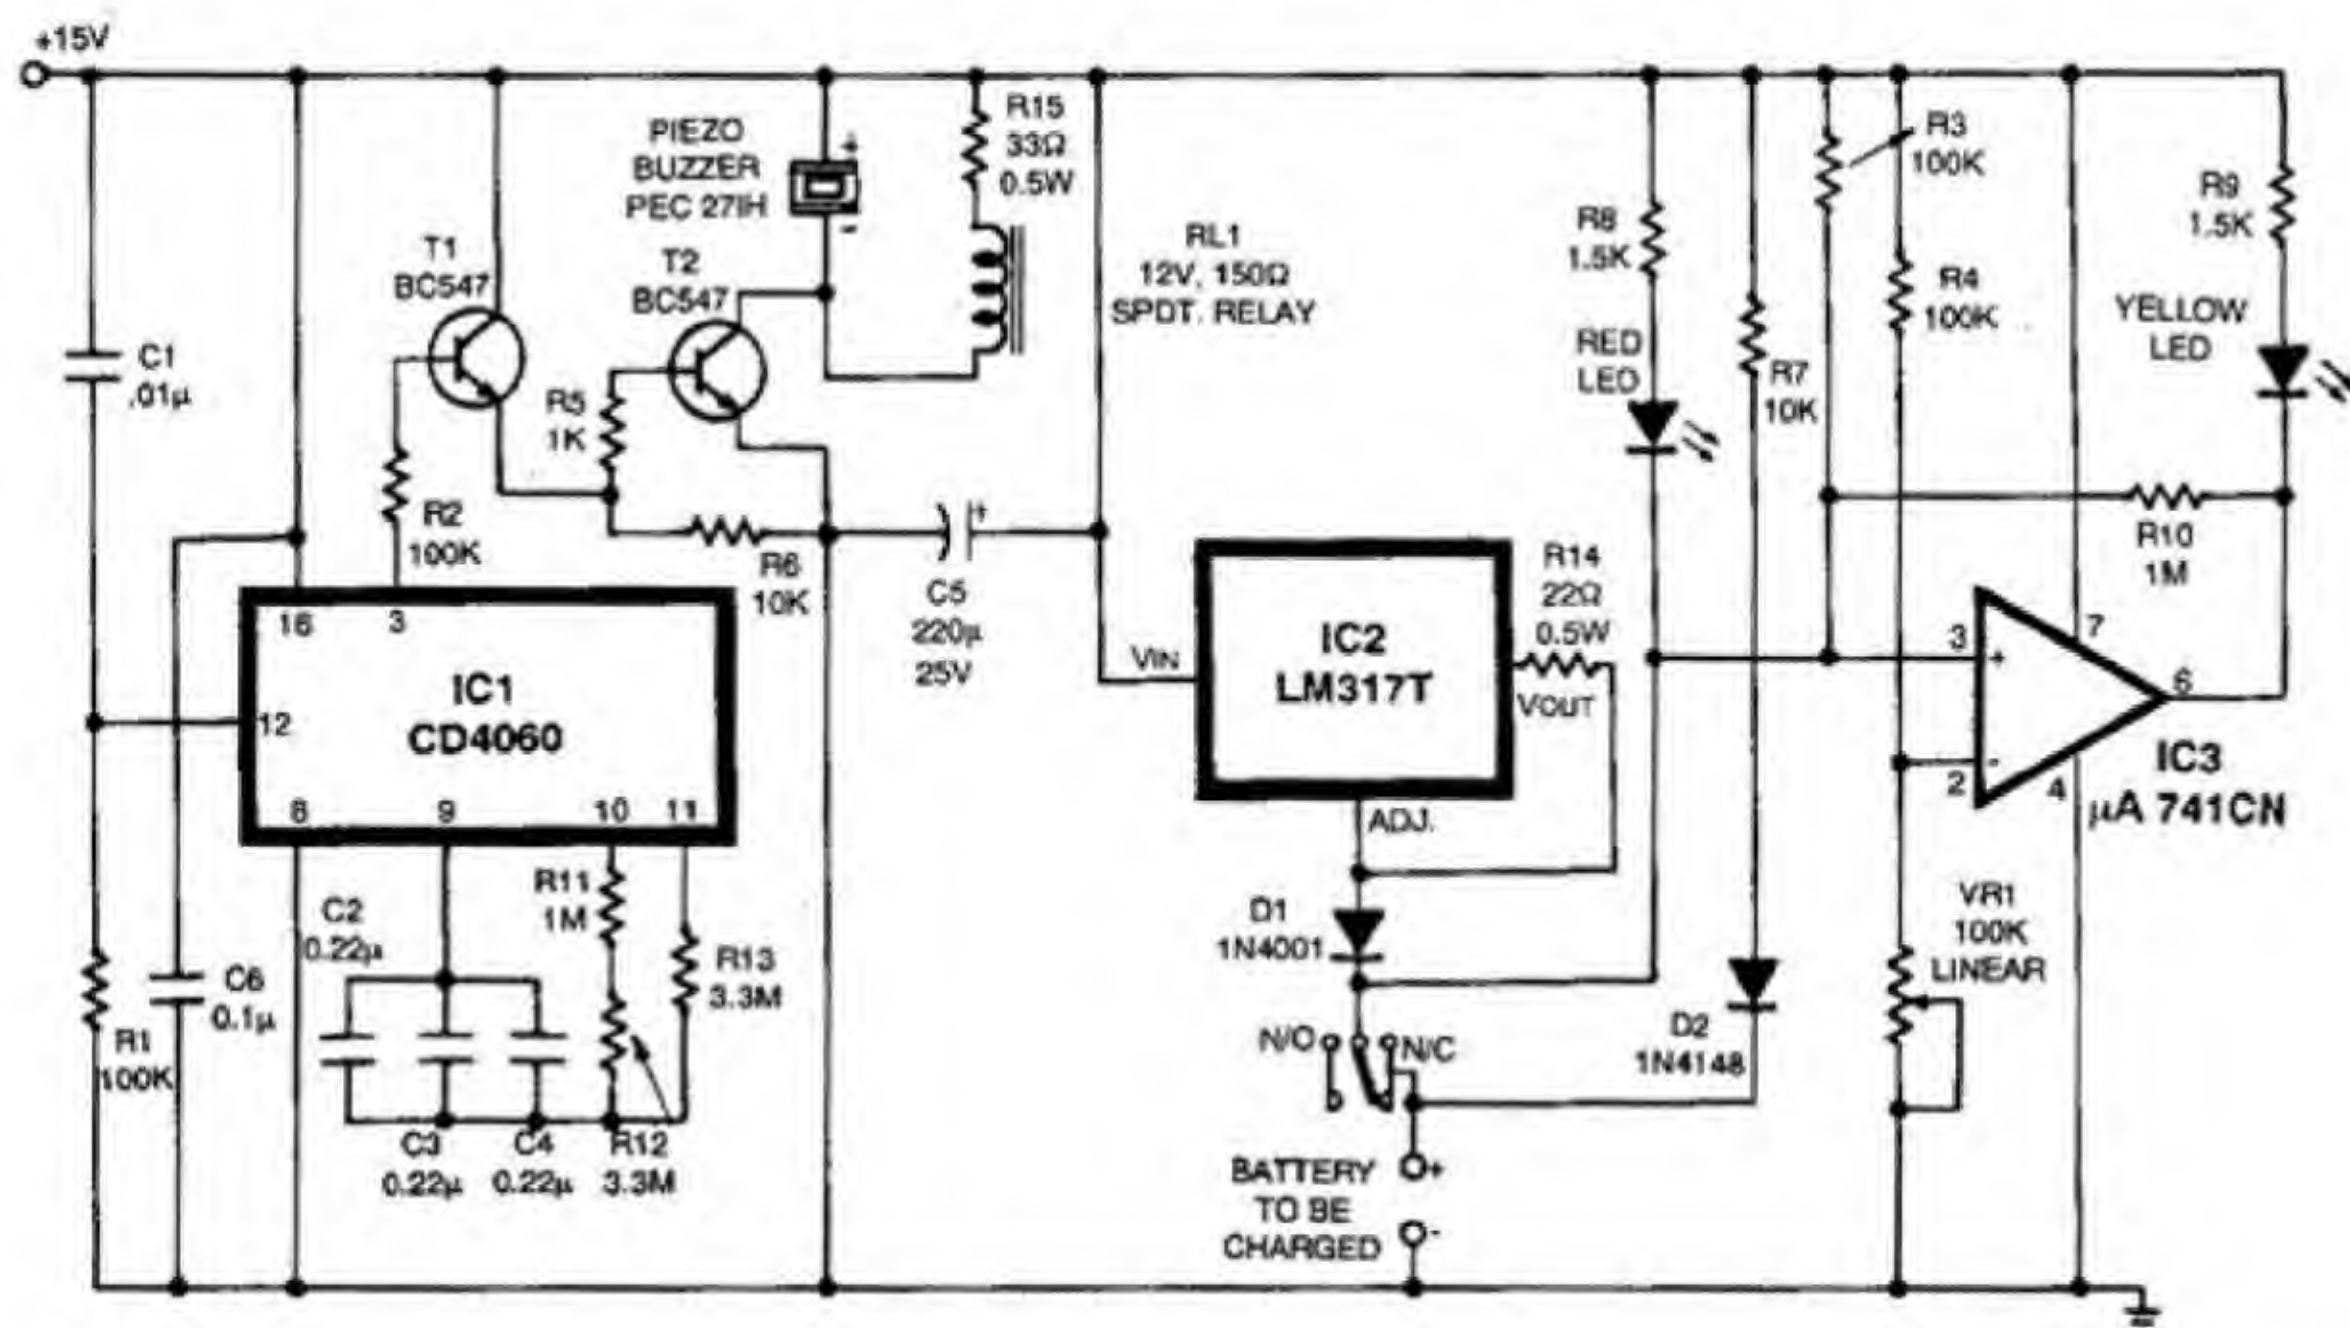 +15V
C1
.01µ
R1
100K
C6
0.1µ
T1
BC547
R2
100K
PIEZO
BUZZER
PEC 27IH
+
-
T2
BC547
R5
1K
R6
10K
R15
33Ω
0.5W
RL1
12V, 150Ω
SPDT. RELAY
C5
220µ
25V
+
16
3
12
IC1
CD4060
8
9
10
11
C2
0.22µ
R11
1M
R13
3.3M
C3
0.22µ
C4
0.22µ
R12
3.3M
VIN
IC2
LM317T
R14
22Ω
0.5W
VOUT
ADJ.
D1
1N4001
N/O
N/C
BATTERY
TO BE
CHARGED
+
-
R8
1.5K
RED
LED
R7
10K
D2
1N4148
R3
100K
R4
100K
R9
1.5K
YELLOW
LED
R10
1M
3
+
7
6
2
-
4
IC3
µA 741CN
VR1
100K
LINEAR